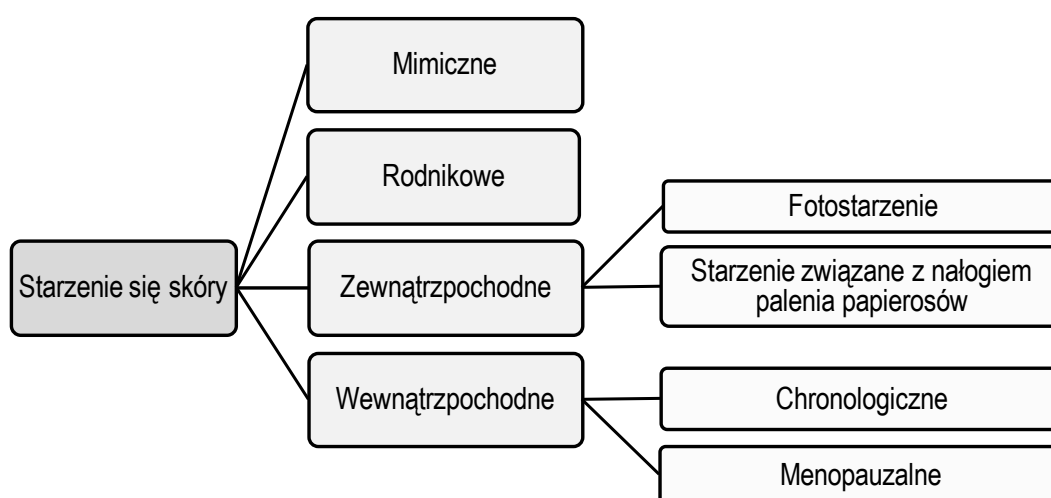 Mimiczne
Rodnikowe
Fotostarzenie
Starzenie się skóry
Zewnątrzpochodne
Starzenie związane z nałogiem
palenia papierosów
Wewnątrzpochodne
Chronologiczne
Menopauzalne